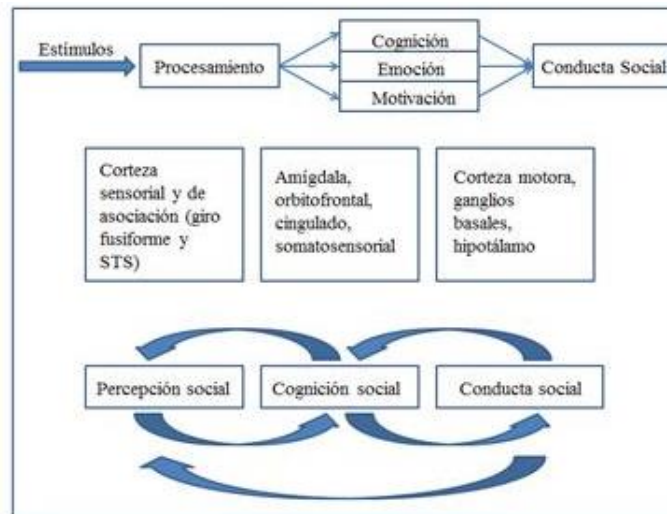 Estímulos
Procesamiento
Cognición
Emoción
Motivación
Conducta Social
Corteza
sensorial y de
asociación (giro
fusiforme y
STS)
Amígdala,
orbitofrontal,
cingulado,
somatosensorial
Corteza motora,
ganglios
basales,
hipotálamo
Percepción social
Cognición social
Conducta social